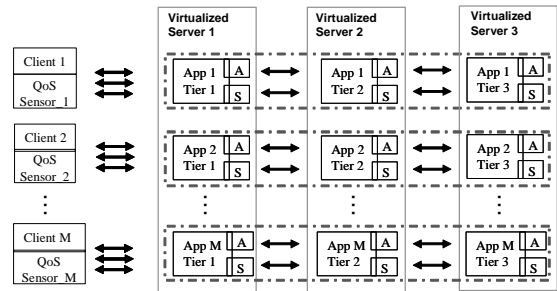 Virtualized Server 1
Virtualized Server 2
Virtualized Server 3
Client 1
QoS
Sensor_1
App 1
Tier 1
A
S
App 1
Tier 2
A
S
App 1
Tier 3
A
S
Client 2
QoS
Sensor_2
App 2
Tier 1
A
S
App 2
Tier 2
A
S
App 2
Tier 3
A
S
Client M
QoS
Sensor_M
App M
Tier 1
A
S
App M
Tier 2
A
S
App M
Tier 3
A
S